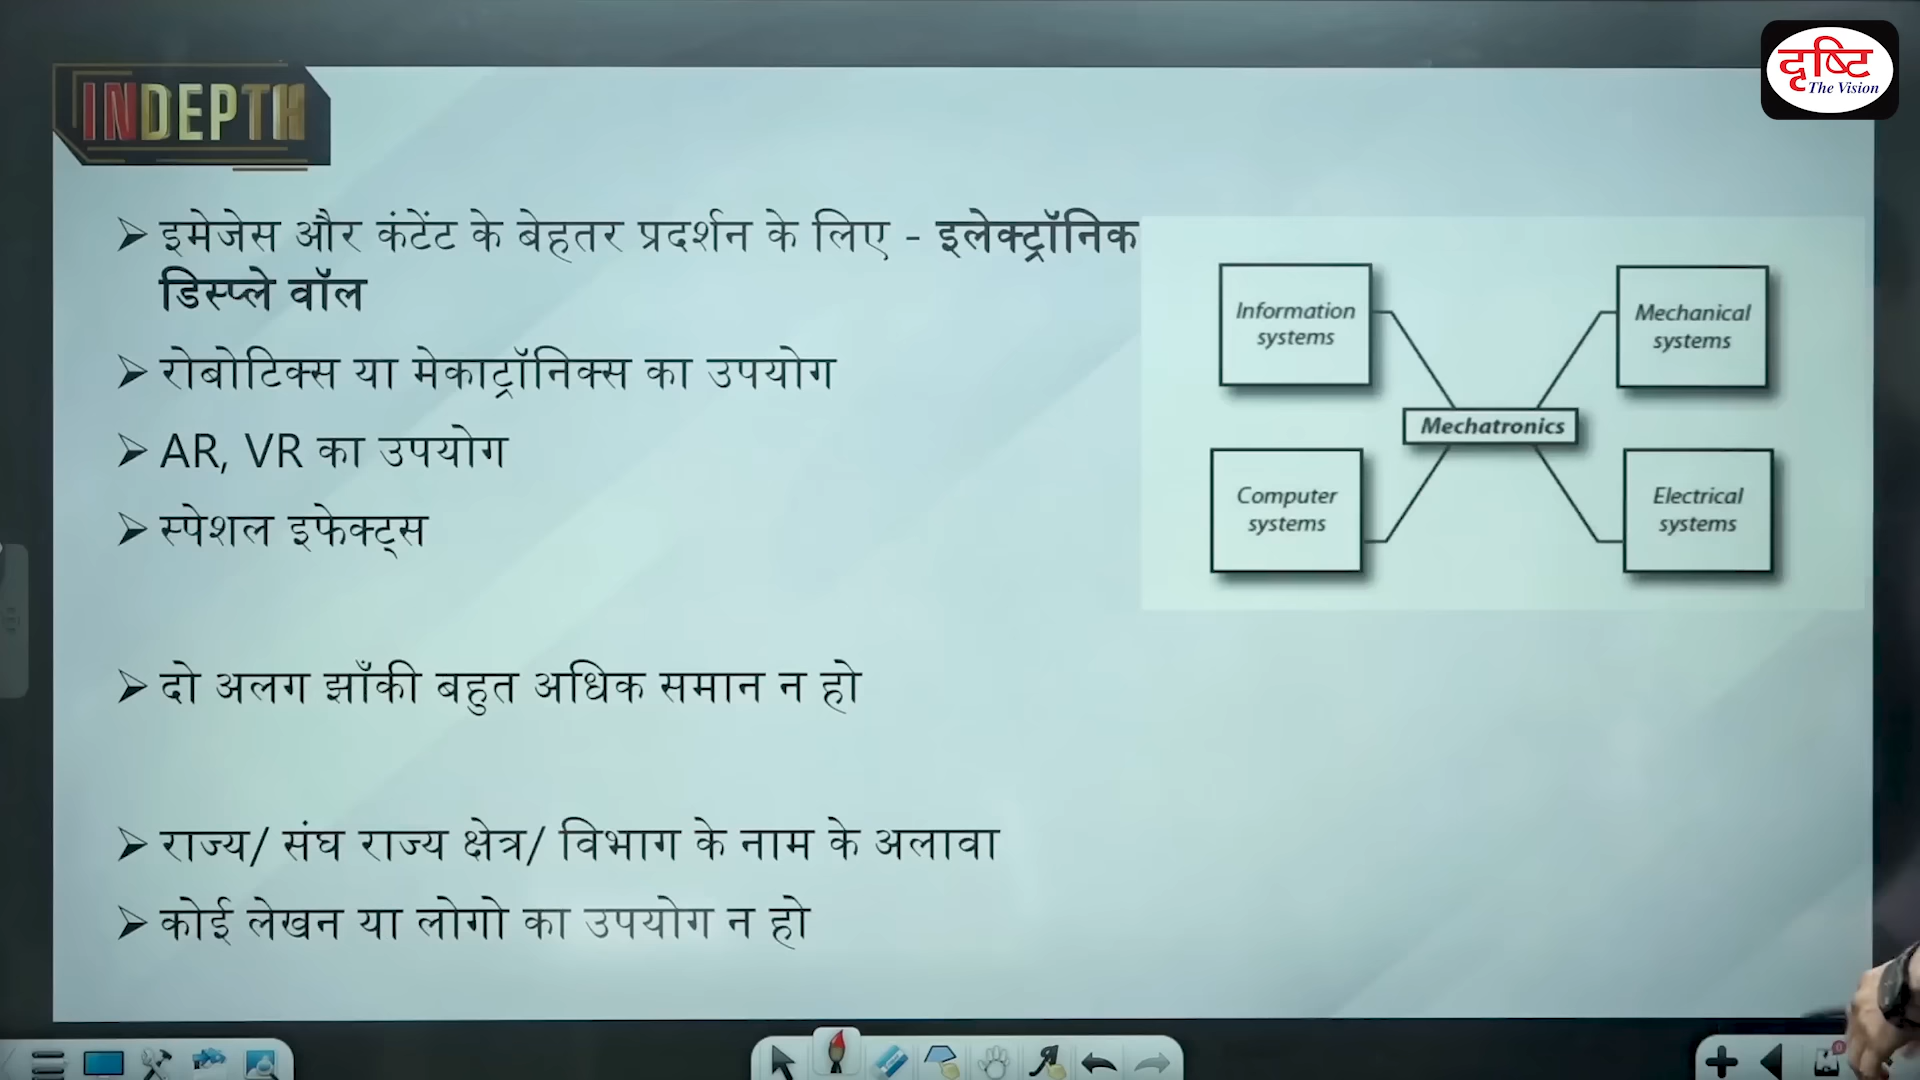 दृष्टि
The Vision
INDEPTH
➢ इमेजेस और कंटेंट के बेहतर प्रदर्शन के लिए - इलेक्ट्रॉनिक
डिस्प्ले वॉल
➢ रोबोटिक्स या मेकाट्रॉनिक्स का उपयोग
➢ AR, VR का उपयोग
➢ स्पेशल इफेक्ट्स
➢ दो अलग झाँकी बहुत अधिक समान न हो
➢ राज्य/ संघ राज्य क्षेत्र/ विभाग के नाम के अलावा
➢ कोई लेखन या लोगो का उपयोग न हो
Information
systems
Mechanical
systems
Mechatronics
Computer
systems
Electrical
systems